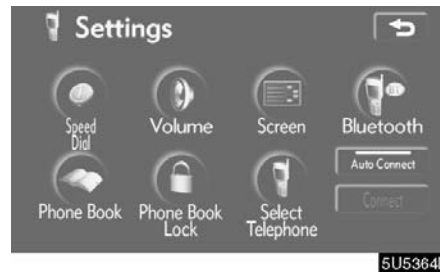 Settings
Speed
Dial
Volume
Screen
Bluetooth
Auto Connect
Phone Book
Phone Book
Lock
Select
Telephone
Connect
5U5364